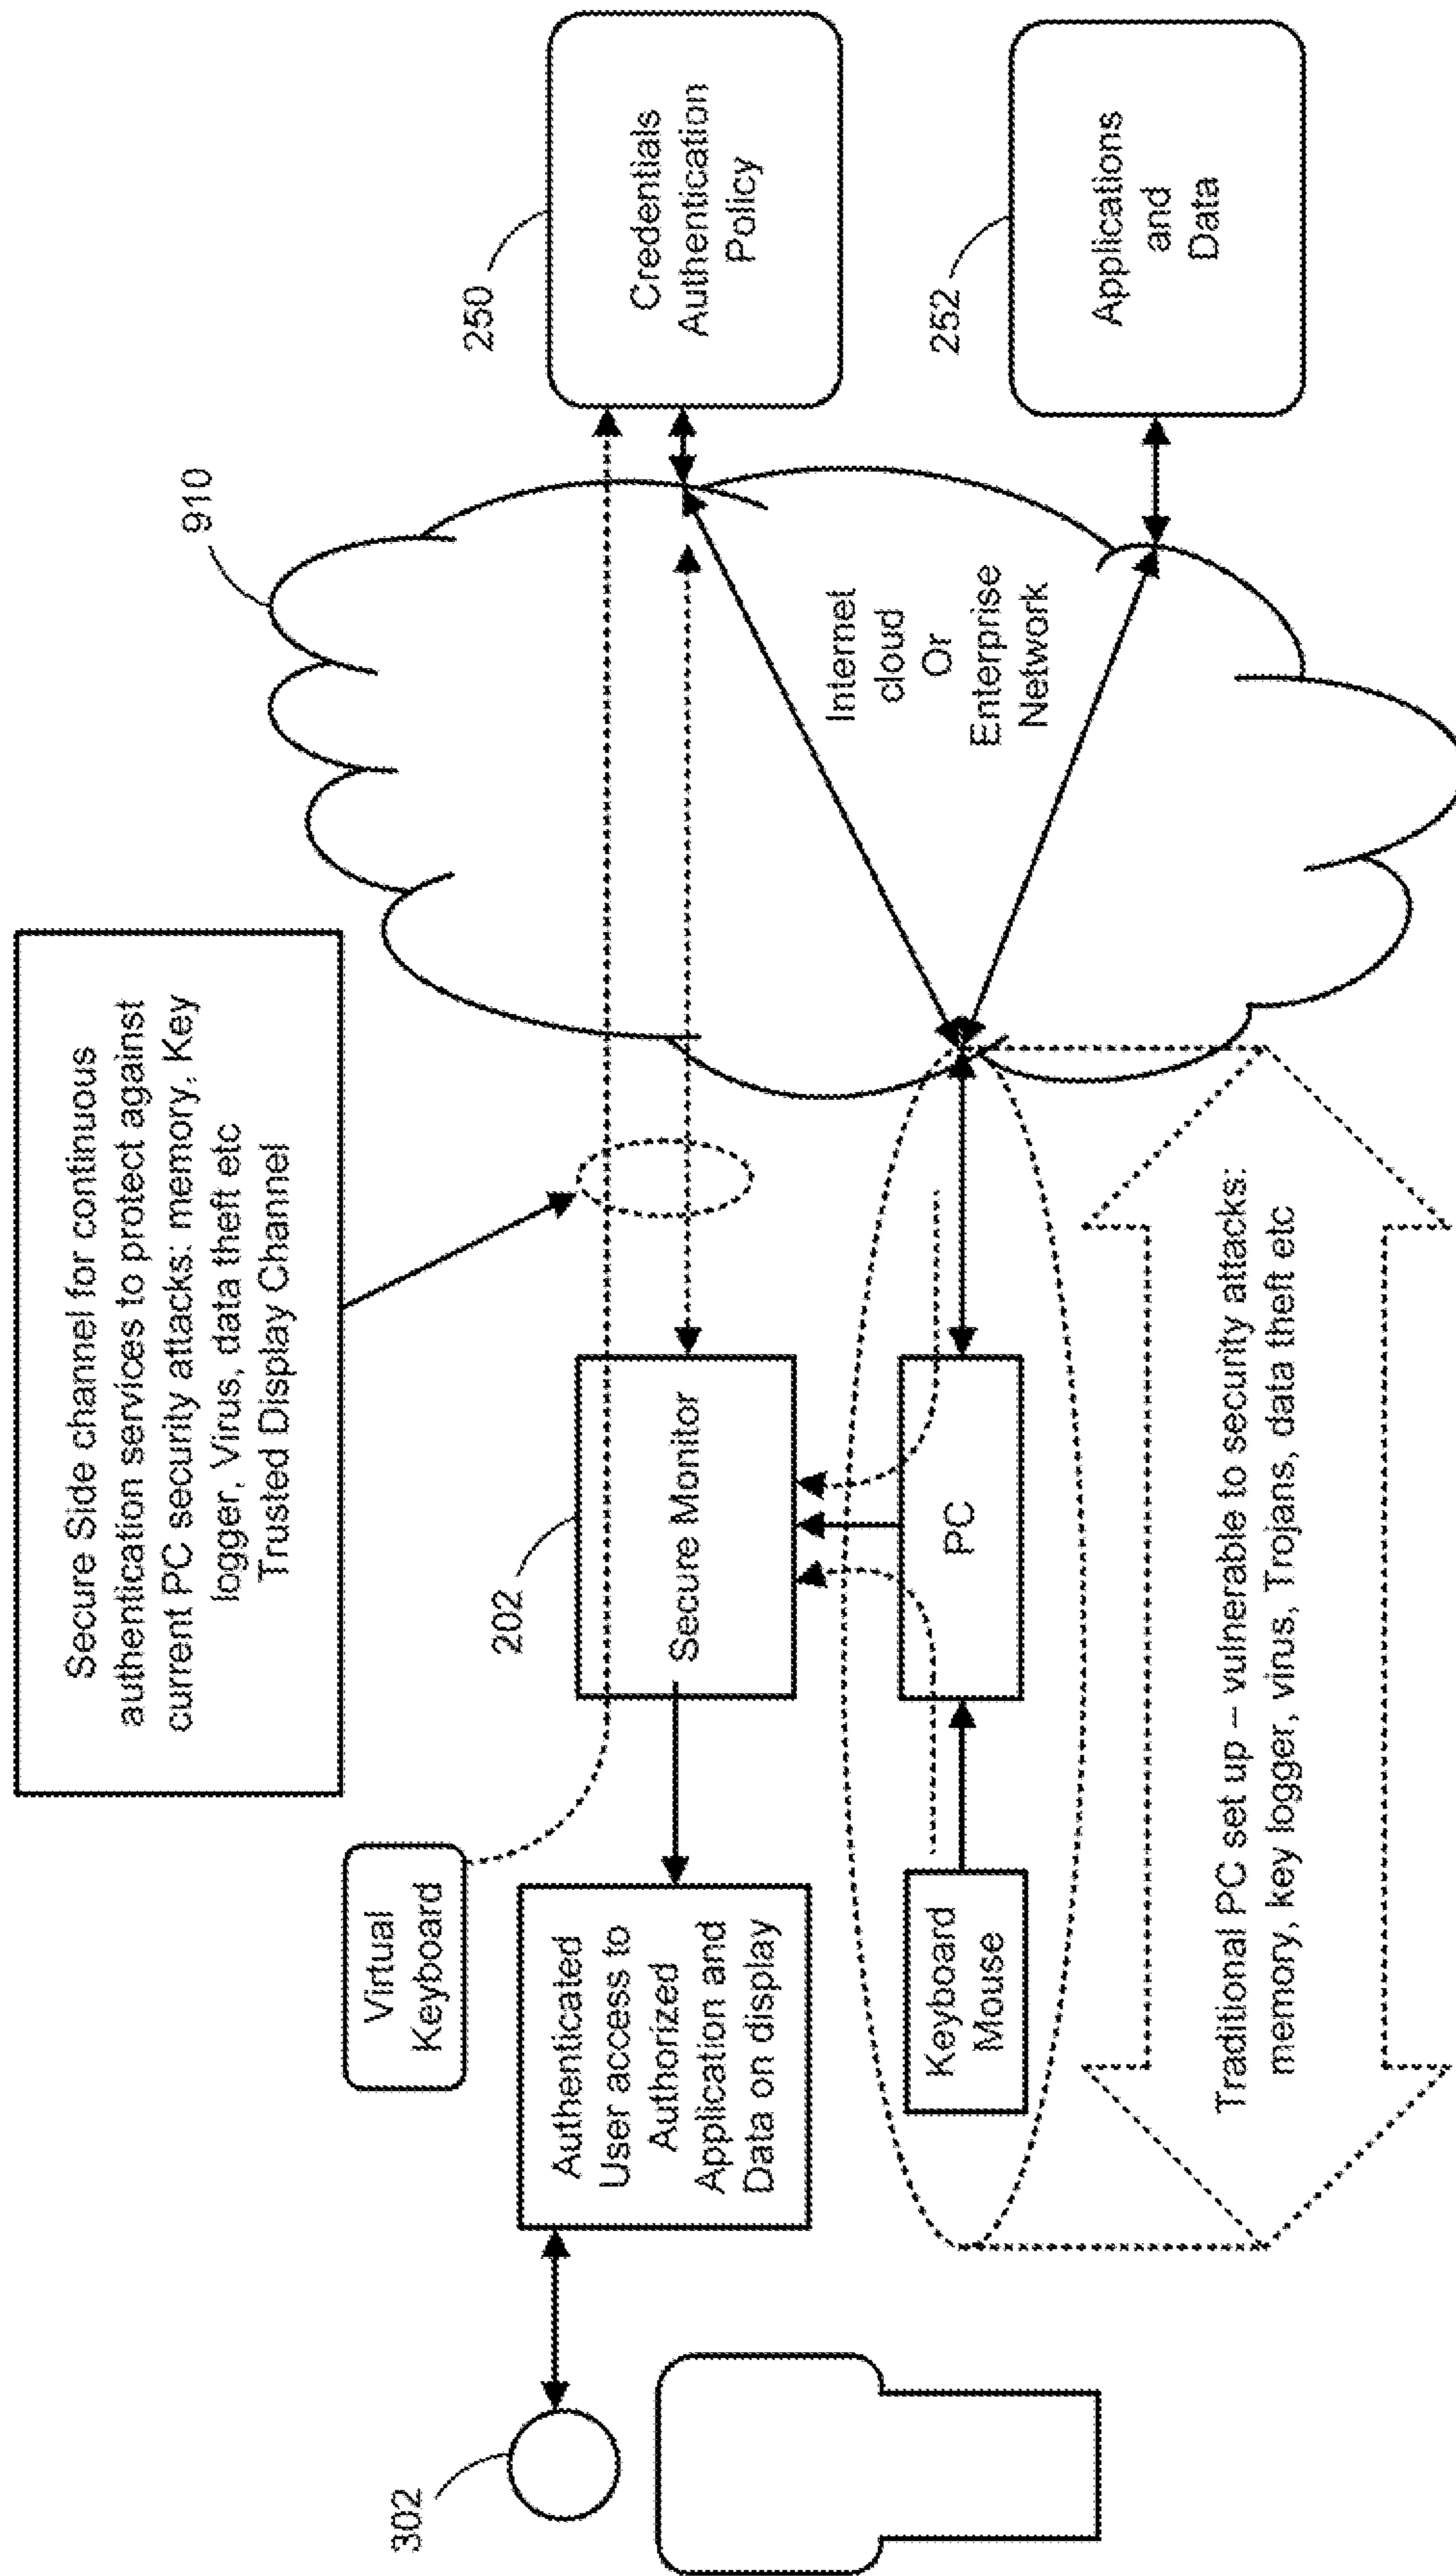 Secure Side channel for continuous
authentication services to protect against
current PC security attacks: memory, Key
logger, Virus, data theft etc
Trusted Display Channel
910
250
Credentials
Authentication
Policy
252
Applications
and
Data
Internet
cloud
Or
Enterprise
Network
202
Secure Monitor
PC
Virtual
Keyboard
Authenticated
User access to
Authorized
Application and
Data on display
Keyboard
Mouse
302
Traditional PC set up – vulnerable to security attacks:
memory, key logger, virus, Trojans, data theft etc